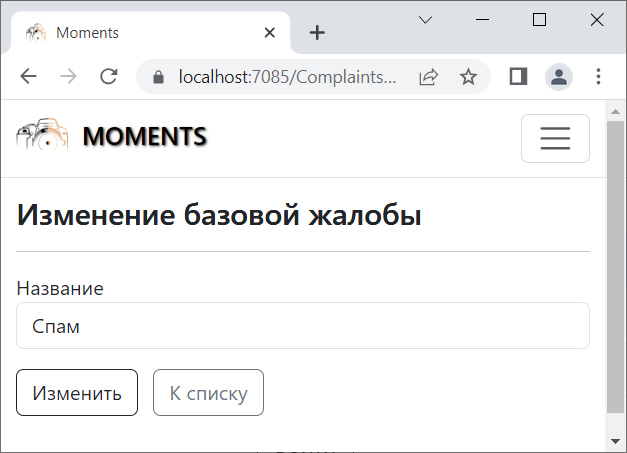 Moments
localhost:7085/Complaints...
MOMENTS
Изменение базовой жалобы
Название
Спам
Изменить
К списку